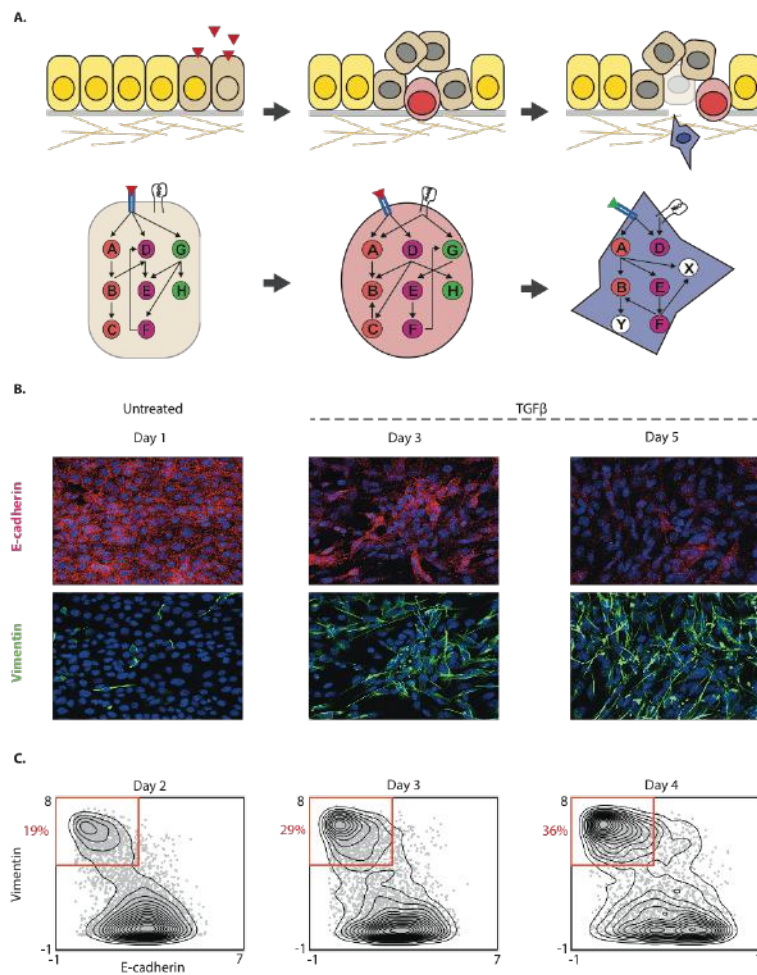 A.
A D G A D G A D X
B E H B E H B E
C F C F Y F
B.
Untreated TGFβ
Day 1 Day 3 Day 5
E-cadherin
Vimentin
C.
Day 2 Day 3 Day 4
8 8 8
19% 29% 36%
Vimentin
-1 -1 -1
-1 7 -1 7 -1 7
E-cadherin